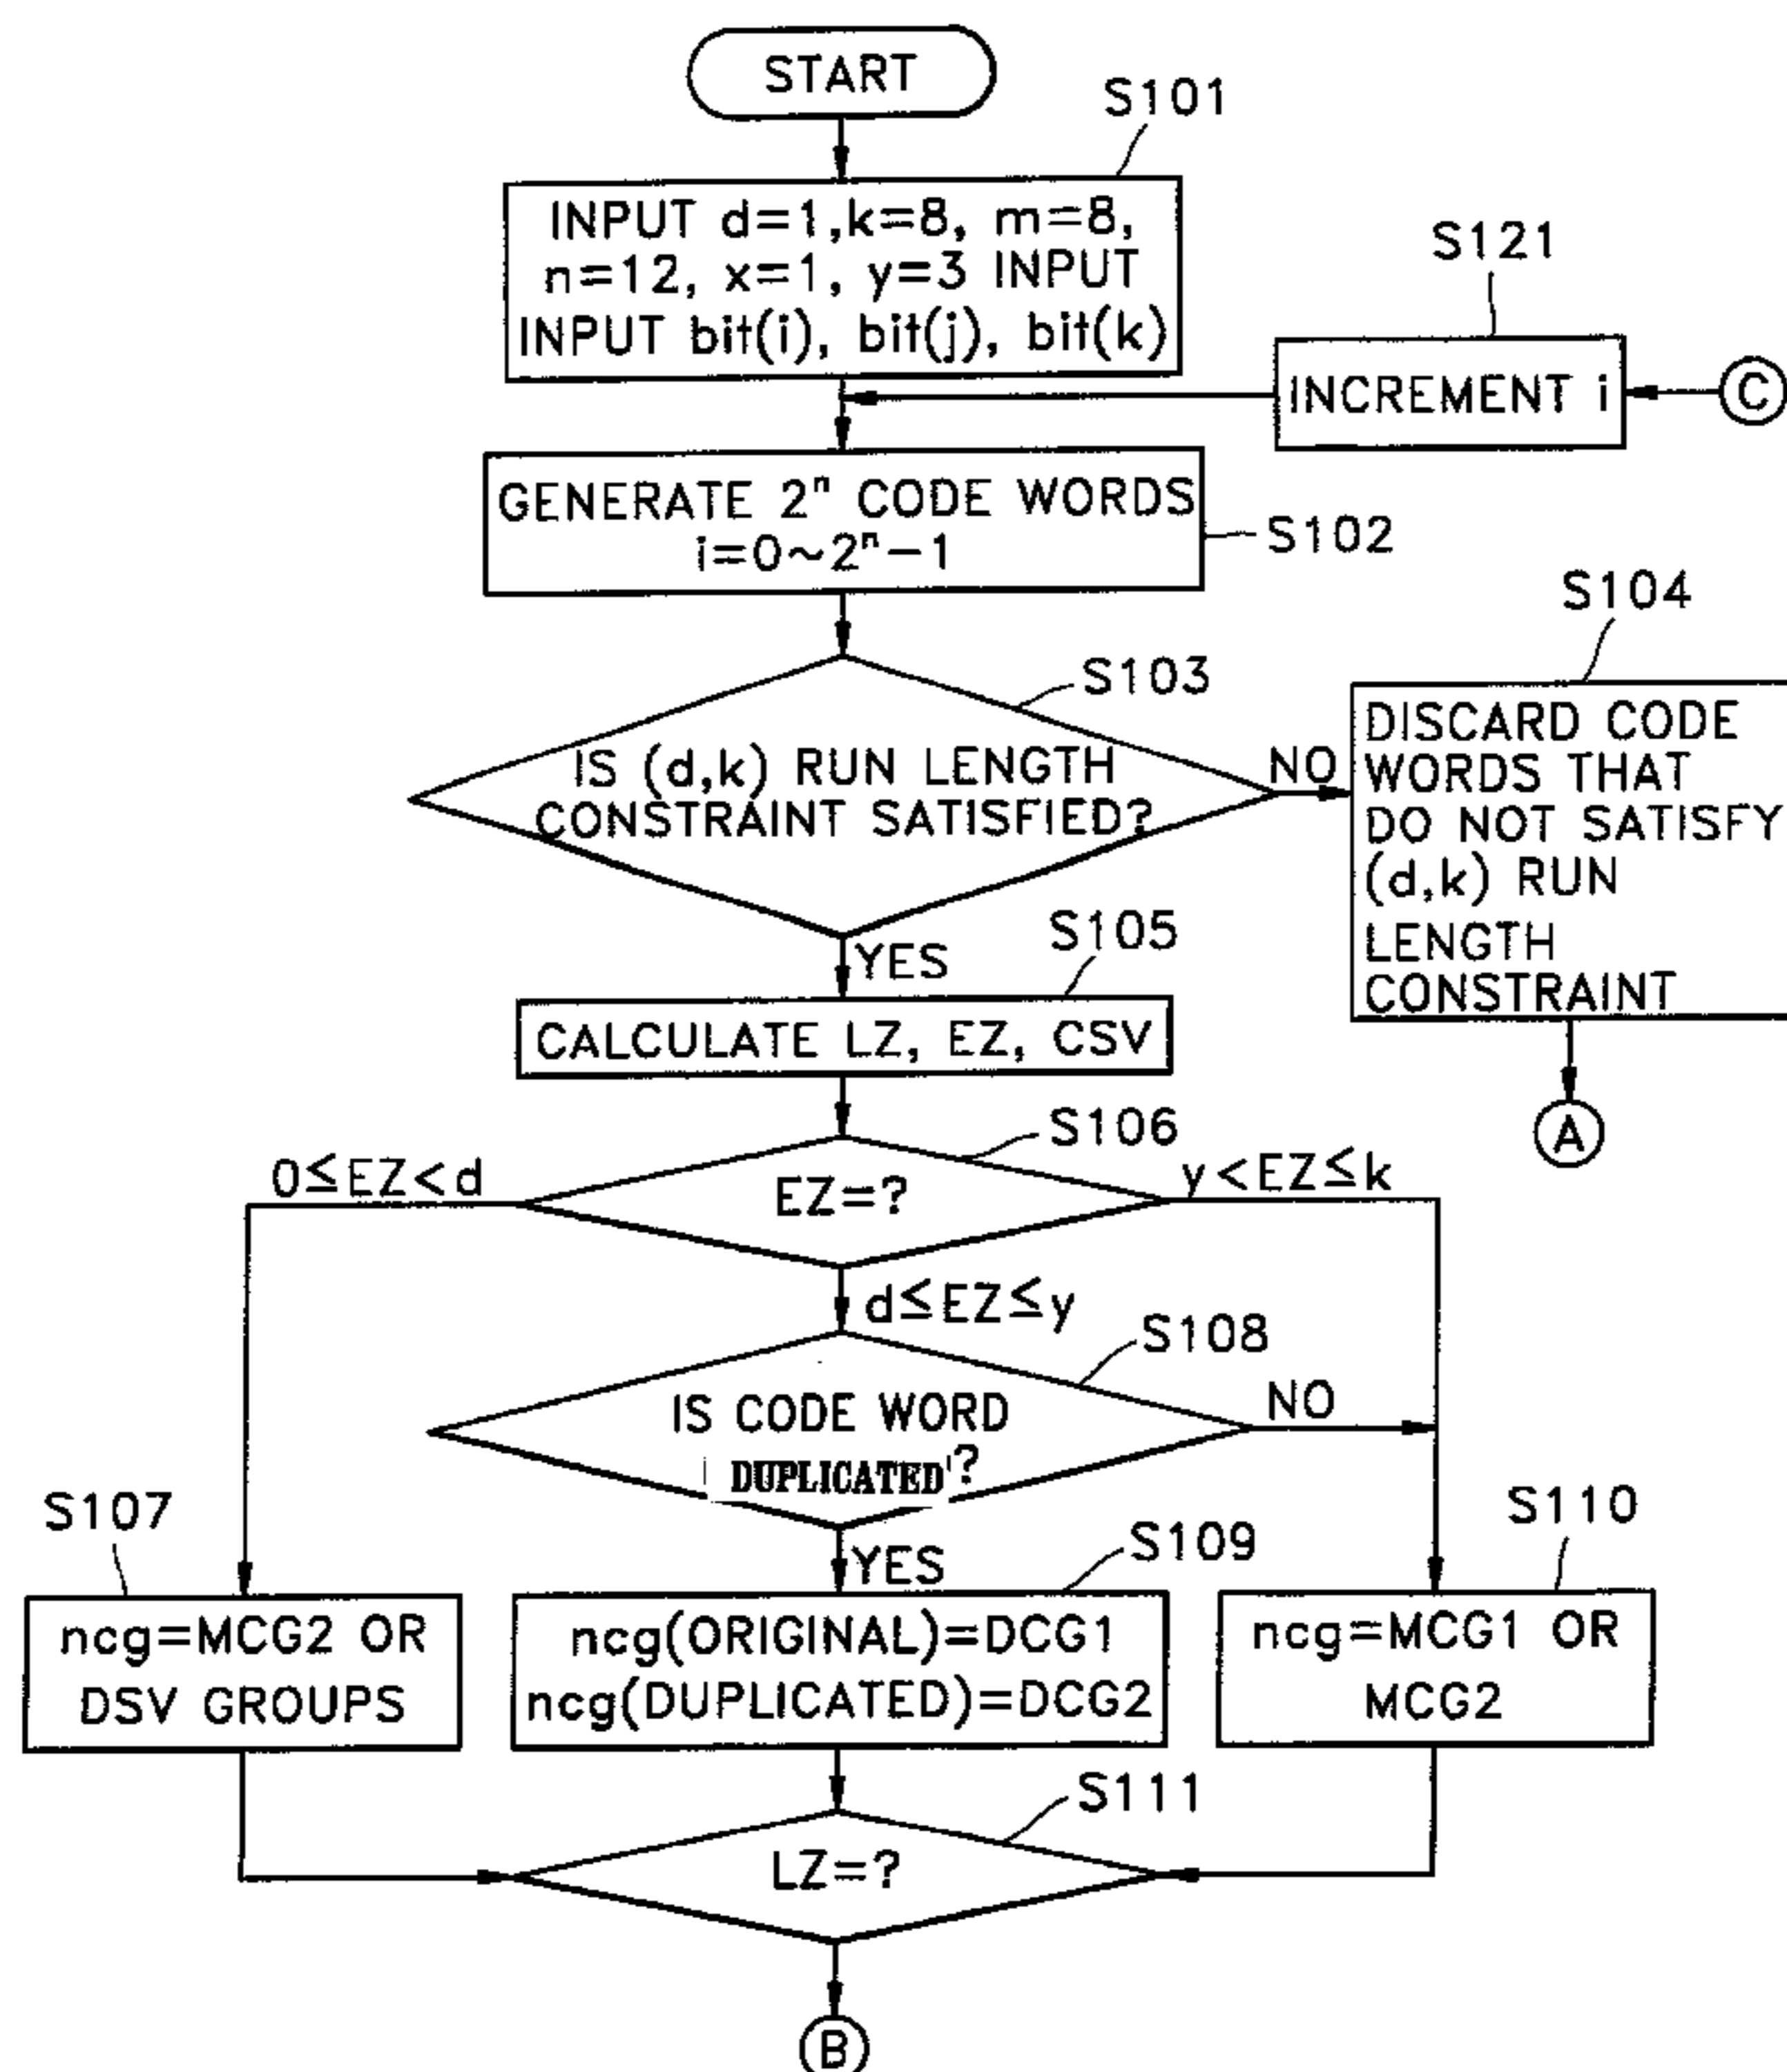 START
S101
INPUT d=1,k=8, m=8,
n=12, x=1, y=3 INPUT
INPUT bit(i), bit(j), bit(k)
S121
INCREMENT i
C
GENERATE 2ⁿ CODE WORDS
i=0~2ⁿ-1
S102
S103
IS (d,k) RUN LENGTH
CONSTRAINT SATISFIED?
NO
S104
DISCARD CODE
WORDS THAT
DO NOT SATISFY
(d,k) RUN
LENGTH
CONSTRAINT
A
YES
S105
CALCULATE LZ, EZ, CSV
S106
EZ=?
0≤EZ<d
y<EZ≤k
d≤EZ≤y
S108
IS CODE WORD
DUPLICATED?
NO
YES
S107
ncg=MCG2 OR
DSV GROUPS
S109
ncg(ORIGINAL)=DCG1
ncg(DUPLICATED)=DCG2
S110
ncg=MCG1 OR
MCG2
S111
LZ=?
B